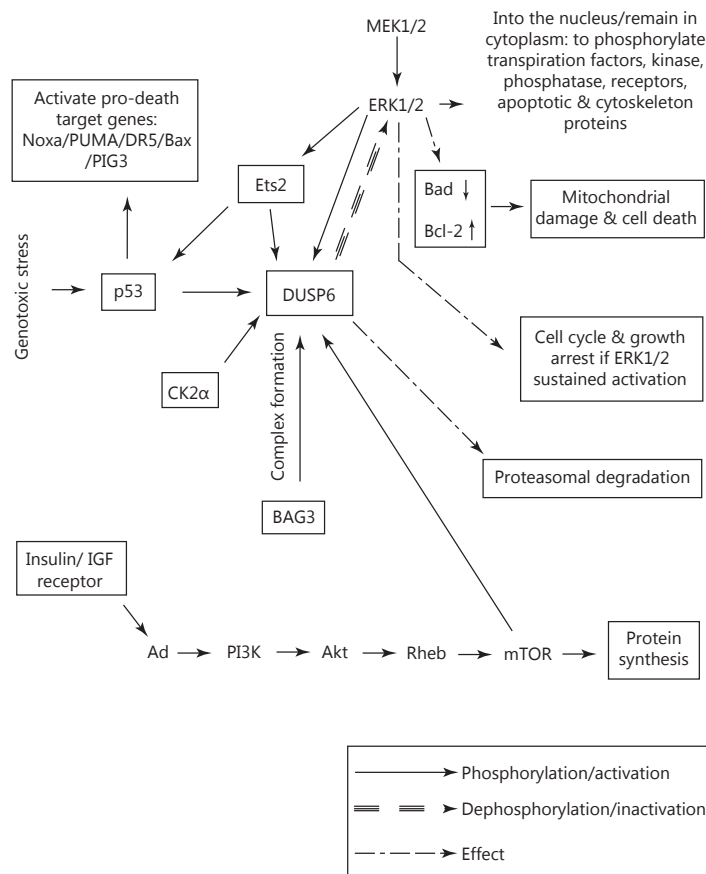 MEK1/2
Into the nucleus/remain in
cytoplasm: to phosphorylate
transpiration factors, kinase,
phosphatase, receptors,
apoptotic & cytoskeleton
proteins
ERK1/2
Activate pro-death
target genes:
Noxa/PUMA/DR5/Bax
/PIG3
Ets2
Bad
Bcl-2
Mitochondrial
damage & cell death
Genotoxic stress
p53
DUSP6
Cell cycle & growth
arrest if ERK1/2
sustained activation
CK2α
Complex formation
Proteasomal degradation
BAG3
Insulin/ IGF
receptor
Ad
PI3K
Akt
Rheb
mTOR
Protein
synthesis
Phosphorylation/activation
Dephosphorylation/inactivation
Effect